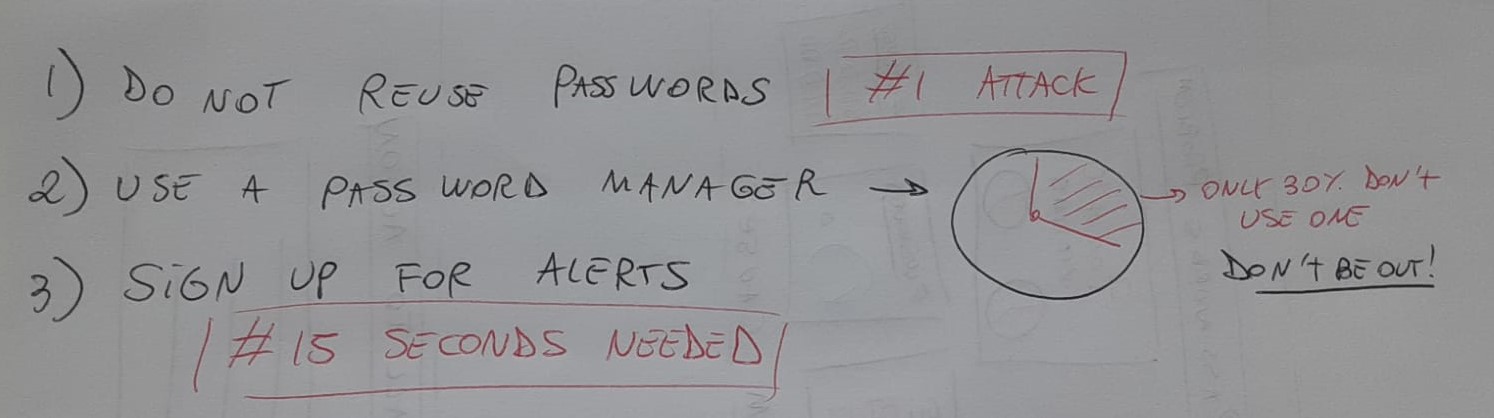 1) DO NOT REUSE PASSWORDS #1 ATTACK
2) USE A PASSWORD MANAGER → → ONLY 30% DON'T
USE ONE
DON'T BE OUT!
3) SIGN UP FOR ALERTS
#15 SECONDS NEEDED